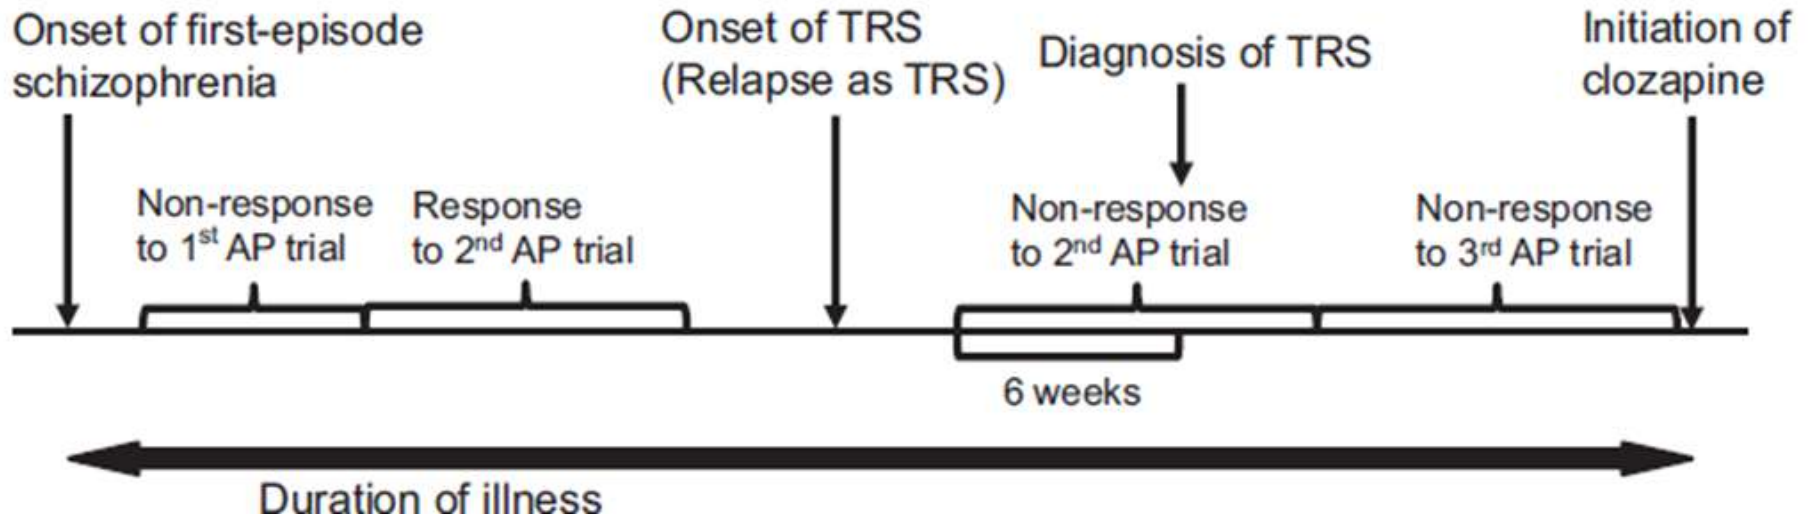 Onset of first-episode
schizophrenia
Onset of TRS
(Relapse as TRS)
Diagnosis of TRS
Initiation of
clozapine
Non-response
to 1st AP trial
Response
to 2nd AP trial
Non-response
to 2nd AP trial
Non-response
to 3rd AP trial
6 weeks
Duration of illness